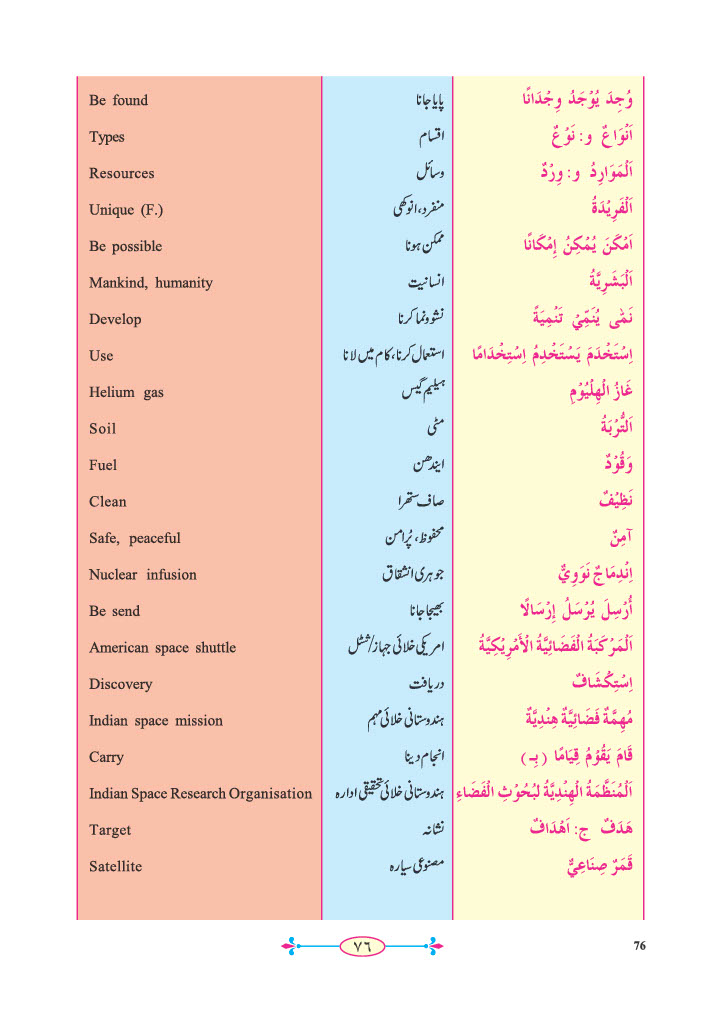 Be found پایا جانا وُجِدَ يُوْجَدُ وِجْدَانًا
Types اقسام اَنْوَاعٌ و: نَوْعٌ
Resources وسائل اَلْمَوَارِدُ و: وِرْدٌ
Unique (F.) منفرد، انوکھی اَلْفَرِيْدَةُ
Be possible ممکن ہونا اَمْكَنَ يُمْكِنُ إِمْكَانًا
Mankind, humanity انسانیت اَلْبَشَرِيَّةُ
Develop نشوونما کرنا نَمّٰى يُنَمِّيْ تَنْمِيَةً
Use استعمال کرنا، کام میں لانا اِسْتَخْدَمَ يَسْتَخْدِمُ اِسْتِخْدَامًا
Helium gas ہیلیم گیس غَازُ الْهِلْيُوْمِ
Soil مٹی اَلتُّرْبَةُ
Fuel ایندھن وَقُوْدٌ
Clean صاف ستھرا نَظِيْفٌ
Safe, peaceful محفوظ، پُرامن آمِنٌ
Nuclear infusion جوہری انشقاق اِنْدِمَاجٌ نَوَوِيٌّ
Be send بھیجا جانا أُرْسِلَ يُرْسَلُ إِرْسَالًا
American space shuttle امریکی خلائی جہاز/شٹل اَلْمَرْكَبَةُ الْفَضَائِيَّةُ الْأَمْرِيْكِيَّةُ
Discovery دریافت اِسْتِكْشَافٌ
Indian space mission ہندوستانی خلائی مہم مُهِمَّةٌ فَضَائِيَّةٌ هِنْدِيَّةٌ
Carry انجام دینا قَامَ يَقُوْمُ قِيَامًا (بِـ)
Indian Space Research Organisation ہندوستانی خلائی تحقیقی ادارہ اَلْمُنَظَّمَةُ الْهِنْدِيَّةُ لبُحُوْثِ الْفَضَاءِ
Target نشانہ هَدَفٌ ج: اَهْدَافٌ
Satellite مصنوعی سیارہ قَمَرٌ صِنَاعِيٌّ
٧٦
76